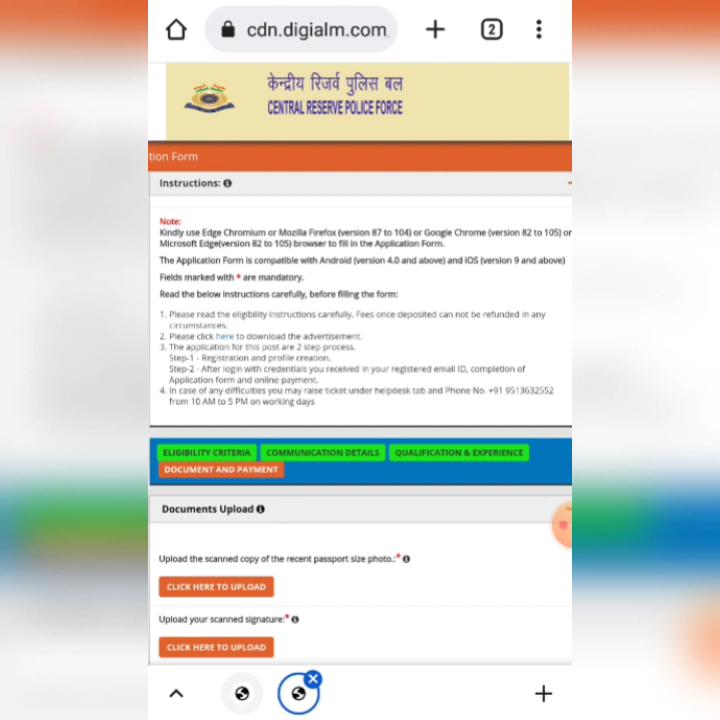 cdn.digialm.com
2
केन्द्रीय रिजर्व पुलिस बल
CENTRAL RESERVE POLICE FORCE
tion Form
Instructions:
Note:
Kindly use Edge Chromium or Mozilla Firefox (version 87 to 104) or Google Chrome (version 82 to 105) or
Microsoft Edge(version 82 to 105) browser to fill in the Application Form.
The Application Form is compatible with Android (version 4.0 and above) and iOS (version 9 and above)
Fields marked with * are mandatory.
Read the below instructions carefully, before filling the form:
1. Please read the eligibility instructions carefully. Fees once deposited can not be refunded in any
circumstances.
2. Please click here to download the advertisement.
3. The application for this post are 2 step process.
Step-1 - Registration and profile creation.
Step-2 - After login with credentials you received in your registered email ID, completion of
Application form and online payment.
4. In case of any difficulties you may raise ticket under helpdesk tab and Phone No. +91 9513632552
from 10 AM to 5 PM on working days
ELIGIBILITY CRITERIA COMMUNICATION DETAILS QUALIFICATION & EXPERIENCE
DOCUMENT AND PAYMENT
Documents Upload
Upload the scanned copy of the recent passport size photo.:*
CLICK HERE TO UPLOAD
Upload your scanned signature:*
CLICK HERE TO UPLOAD